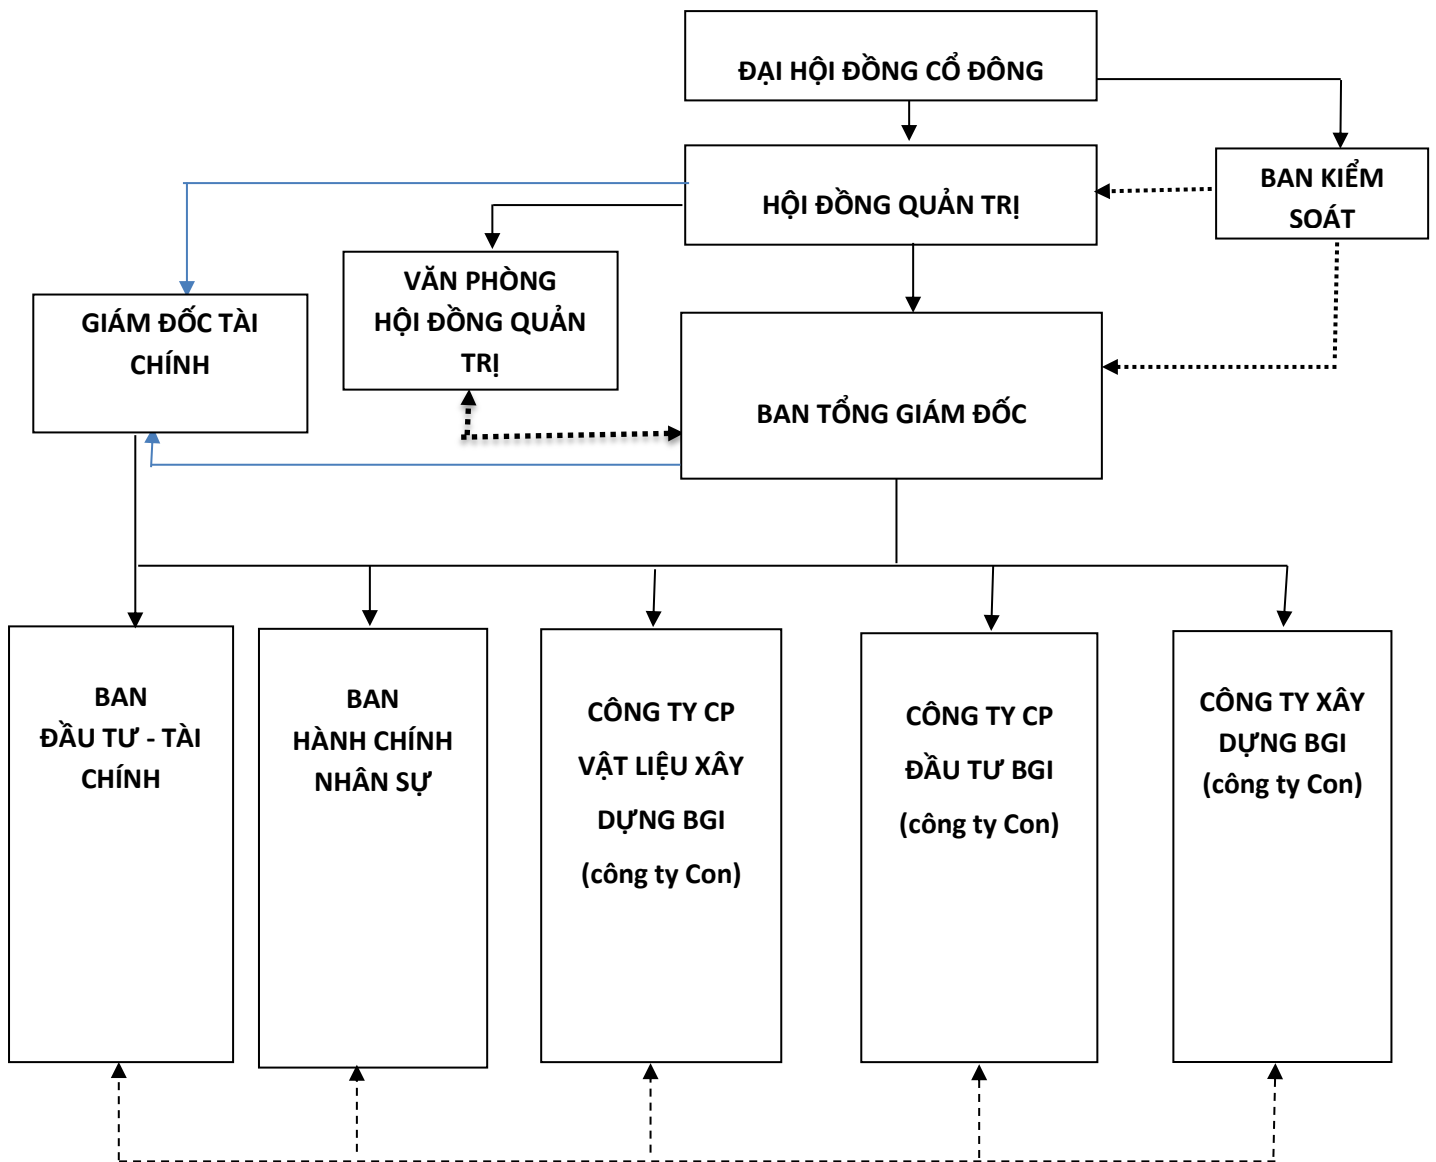 ĐẠI HỘI ĐỒNG CỔ ĐÔNG
BAN KIỂM
SOÁT
HỘI ĐỒNG QUẢN TRỊ
VĂN PHÒNG
HỘI ĐỒNG QUẢN
TRỊ
GIÁM ĐỐC TÀI
CHÍNH
BAN TỔNG GIÁM ĐỐC
BAN
ĐẦU TƯ - TÀI
CHÍNH
BAN
HÀNH CHÍNH
NHÂN SỰ
CÔNG TY CP
VẬT LIỆU XÂY
DỰNG BGI
(công ty Con)
CÔNG TY CP
ĐẦU TƯ BGI
(công ty Con)
CÔNG TY XÂY
DỰNG BGI
(công ty Con)